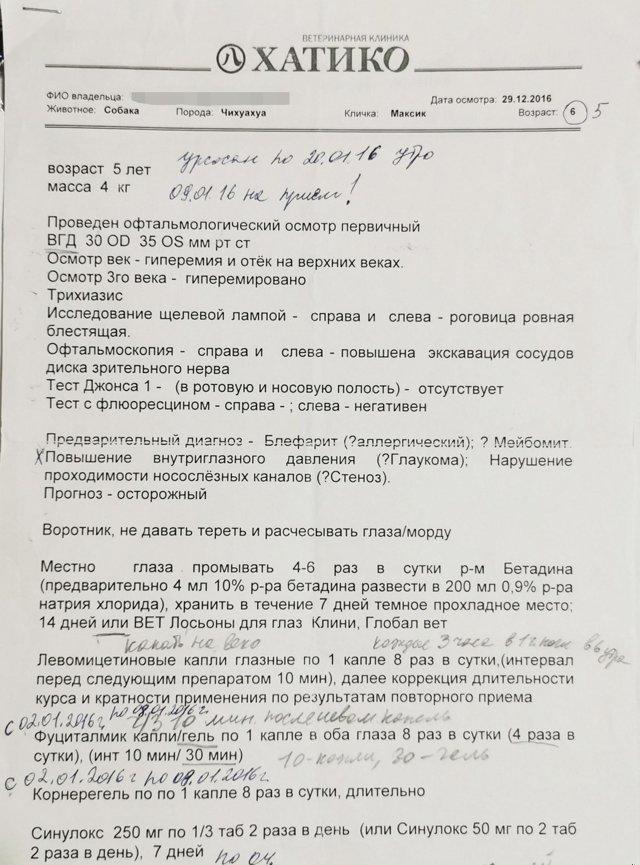 ВЕТЕРИНАРНАЯ КЛИНИКА
ХАТИКО
ФИО владельца:
Дата осмотра: 29.12.2016
Животное: Собака Порода: Чихуахуа Кличка: Максик Возраст: 6 5
возраст 5 лет
урсосан по 20.01.16 утро
масса 4 кг
09.01.16 на прием!
Проведен офтальмологический осмотр первичный
ВГД 30 OD 35 OS мм рт ст
Осмотр век - гиперемия и отёк на верхних веках.
Осмотр 3го века - гиперемировано
Трихиазис
Исследование щелевой лампой - справа и слева - роговица ровная
блестящая.
Офтальмоскопия - справа и слева - повышена экскавация сосудов
диска зрительного нерва
Тест Джонса 1 - (в ротовую и носовую полость) - отсутствует
Тест с флюоресцином - справа - ; слева - негативен
Предварительный диагноз - Блефарит (?аллергический); ? Мейбомит.
Повышение внутриглазного давления (?Глаукома); Нарушение
проходимости носослёзных каналов (?Стеноз).
Прогноз - осторожный
Воротник, не давать тереть и расчесывать глаза/морду
Местно глаза промывать 4-6 раз в сутки р-м Бетадина
(предварительно 4 мл 10% р-ра бетадина развести в 200 мл 0,9% р-ра
натрия хлорида), хранить в течение 7 дней темное прохладное место;
14 дней или ВЕТ Лосьоны для глаз Клини, Глобал вет
капать на веко каждые 3 часа в утра
Левомицетиновые капли глазные по 1 капле 8 раз в сутки,(интервал
перед следующим препаратом 10 мин), далее коррекция длительности
курса и кратности применения по результатам повторного приема
с 02.01.2016г. по 09.01.2016г. 10 мин. после капель
Фуциталмик капли/гель по 1 капле в оба глаза 8 раз в сутки (4 раза в
сутки), (инт 10 мин/ 30 мин)
10-капли, 30-гель
с 02.01.2016 по 09.01.2016г.
Корнерегель по по 1 капле 8 раз в сутки, длительно
Синулокс 250 мг по 1/3 таб 2 раза в день (или Синулокс 50 мг по 2 таб
2 раза в день), 7 дней по 04.